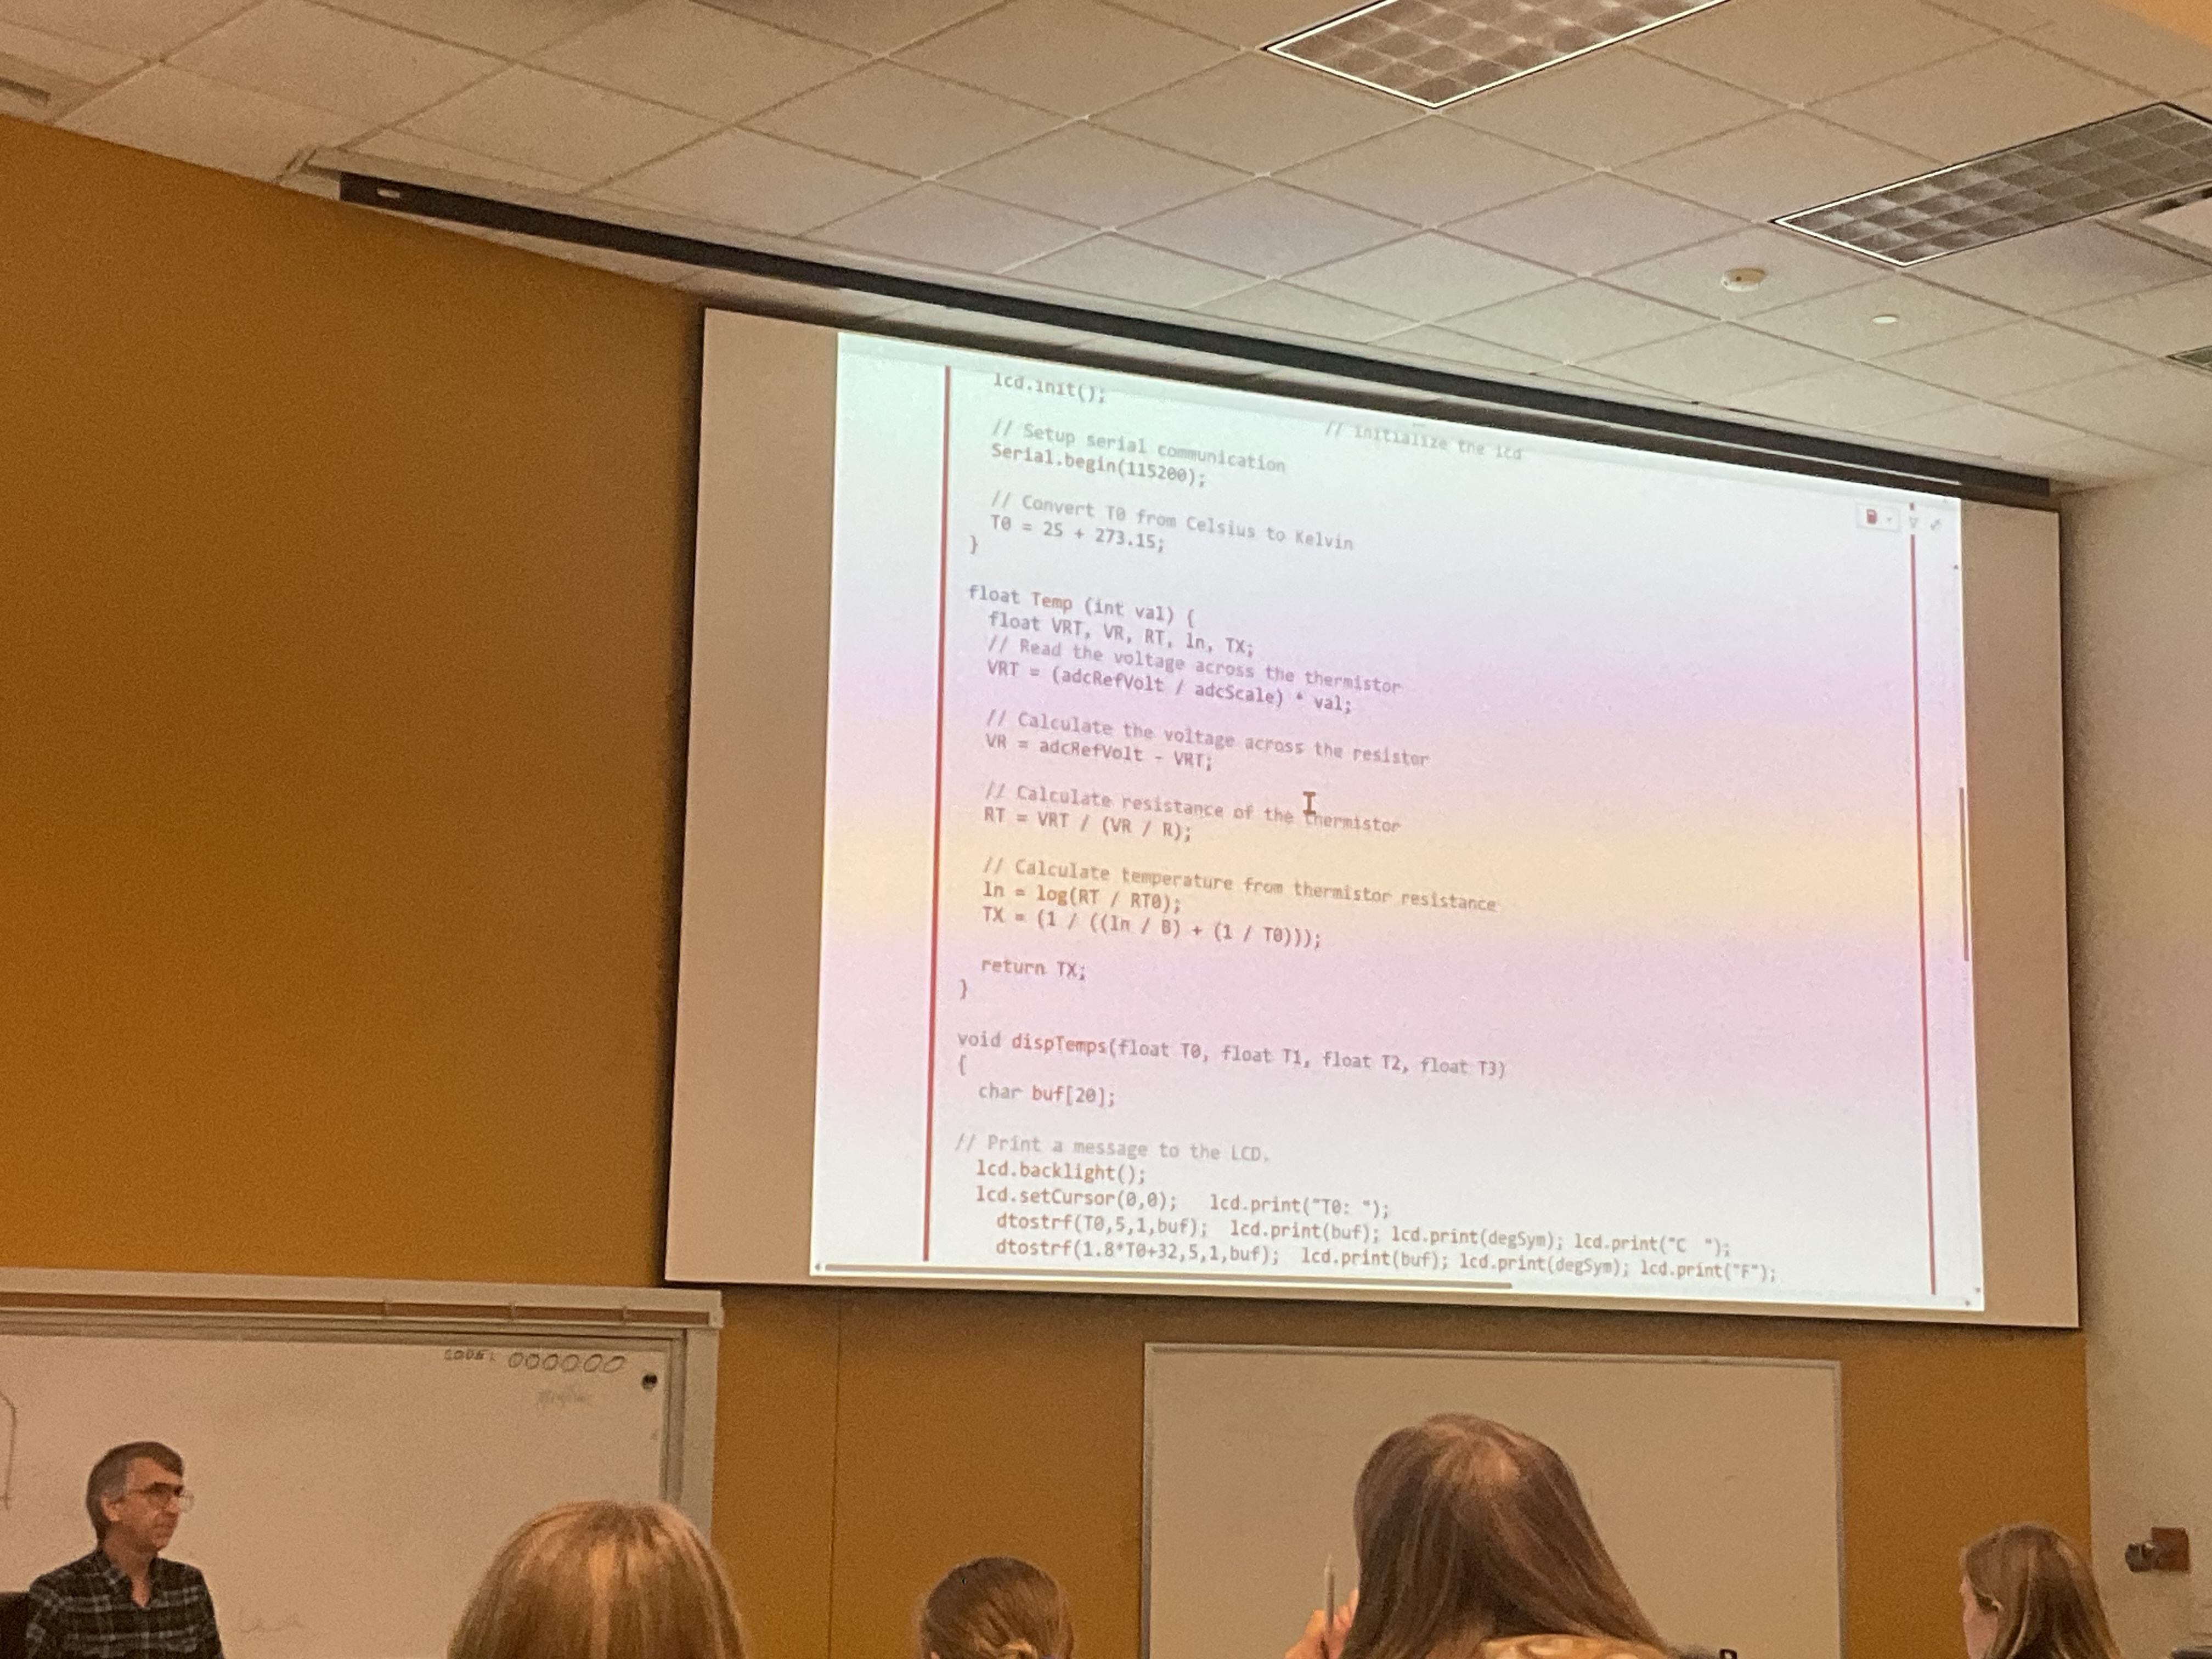 lcd.init();                    // initialize the lcd
// Setup serial communication
Serial.begin(115200);
// Convert T0 from Celsius to Kelvin
T0 = 25 + 273.15;
}
float Temp (int val) {
float VRT, VR, RT, ln, TX;
// Read the voltage across the thermistor
VRT = (adcRefVolt / adcScale) * val;
// Calculate the voltage across the resistor
VR = adcRefVolt - VRT;
// Calculate resistance of the thermistor
RT = VRT / (VR / R);
// Calculate temperature from thermistor resistance
ln = log(RT / RT0);
TX = (1 / ((ln / B) + (1 / T0)));
return TX;
}
void dispTemps(float T0, float T1, float T2, float T3)
{
char buf[20];
// Print a message to the LCD.
lcd.backlight();
lcd.setCursor(0,0);   lcd.print("T0: ");
dtostrf(T0,5,1,buf);  lcd.print(buf); lcd.print(degSym); lcd.print("C  ");
dtostrf(1.8*T0+32,5,1,buf);  lcd.print(buf); lcd.print(degSym); lcd.print("F");
CODE: 000000